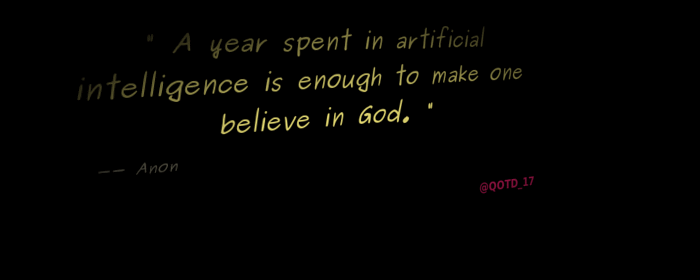 " A year spent in artificial
intelligence is enough to make one
believe in God. "
-- Anon
@QOTD_17